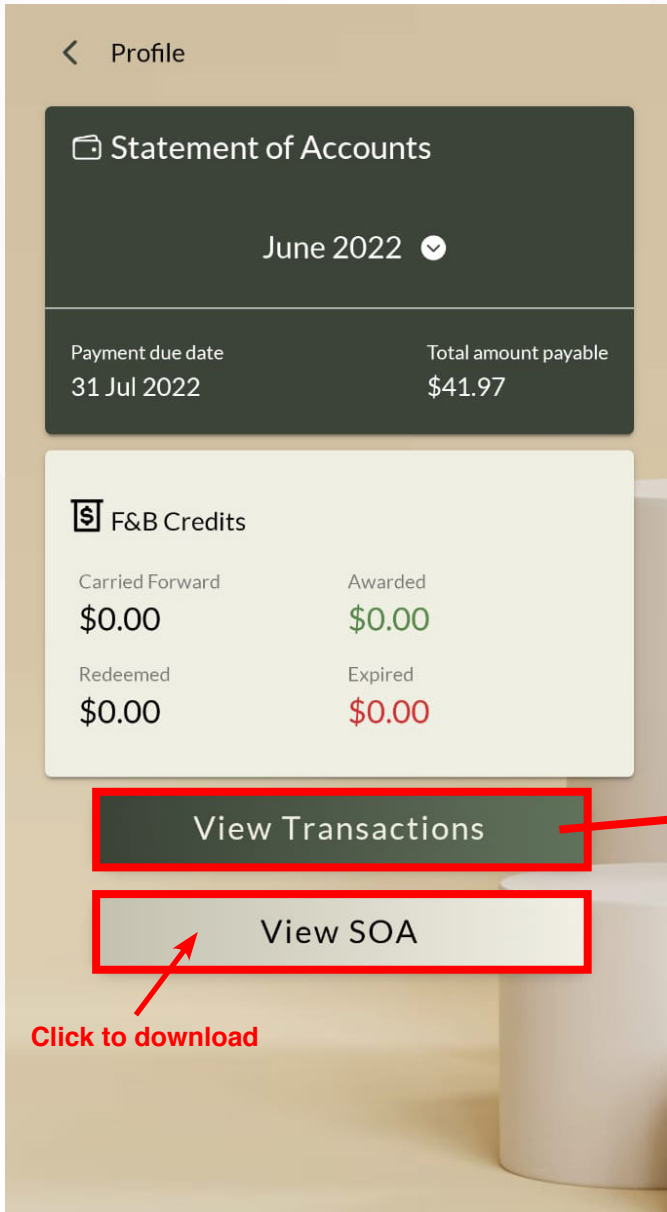 Profile
Statement of Accounts
June 2022
Payment due date Total amount payable
31 Jul 2022 $41.97
$ F&B Credits
Carried Forward Awarded
$0.00 $0.00
Redeemed Expired
$0.00 $0.00
View Transactions
View SOA
Click to download